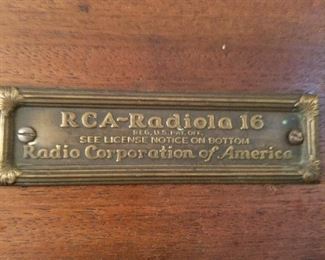 RCA-Radiola 16
REG. U.S. PAT. OFF.
SEE LICENSE NOTICE ON BOTTOM
Radio Corporation of America